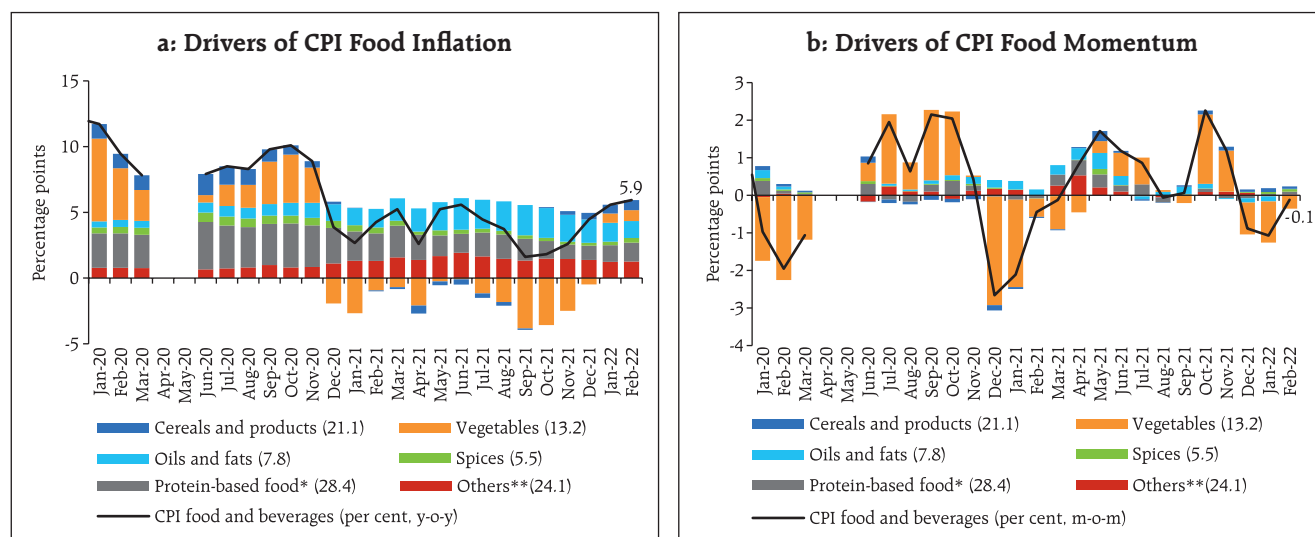 a: Drivers of CPI Food Inflation
Percentage points
15
10
5
0
-5
5.9
Jan-20
Feb-20
Mar-20
Apr-20
May-20
Jun-20
Jul-20
Aug-20
Sep-20
Oct-20
Nov-20
Dec-20
Jan-21
Feb-21
Mar-21
Apr-21
May-21
Jun-21
Jul-21
Aug-21
Sep-21
Oct-21
Nov-21
Dec-21
Jan-22
Feb-22
Cereals and products (21.1)
Vegetables (13.2)
Oils and fats (7.8)
Spices (5.5)
Protein-based food* (28.4)
Others**(24.1)
CPI food and beverages (per cent, y-o-y)
b: Drivers of CPI Food Momentum
Percentage points
3
2
1
0
-1
-2
-3
-4
-0.1
Jan-20
Feb-20
Mar-20
Apr-20
May-20
Jun-20
Jul-20
Aug-20
Sep-20
Oct-20
Nov-20
Dec-20
Jan-21
Feb-21
Mar-21
Apr-21
May-21
Jun-21
Jul-21
Aug-21
Sep-21
Oct-21
Nov-21
Dec-21
Jan-22
Feb-22
Cereals and products (21.1)
Vegetables (13.2)
Oils and fats (7.8)
Spices (5.5)
Protein-based food* (28.4)
Others**(24.1)
CPI food and beverages (per cent, m-o-m)